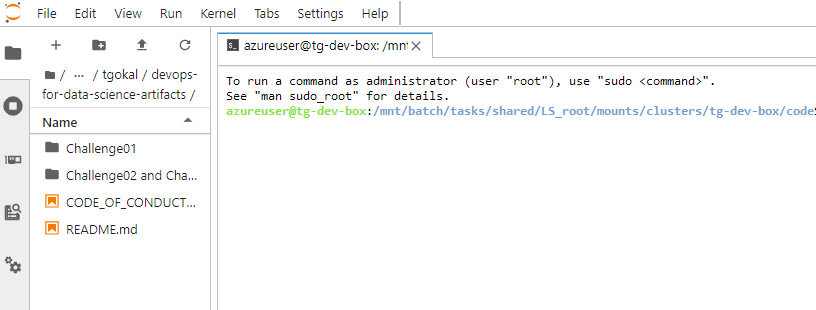 File Edit View Run Kernel Tabs Settings Help
azureuser@tg-dev-box: /mnt
/ ··· / tgokal / devops-
for-data-science-artifacts /
Name
Challenge01
Challenge02 and Cha...
CODE_OF_CONDUCT...
README.md
To run a command as administrator (user "root"), use "sudo <command>".
See "man sudo_root" for details.
azureuser@tg-dev-box:/mnt/batch/tasks/shared/LS_root/mounts/clusters/tg-dev-box/code$